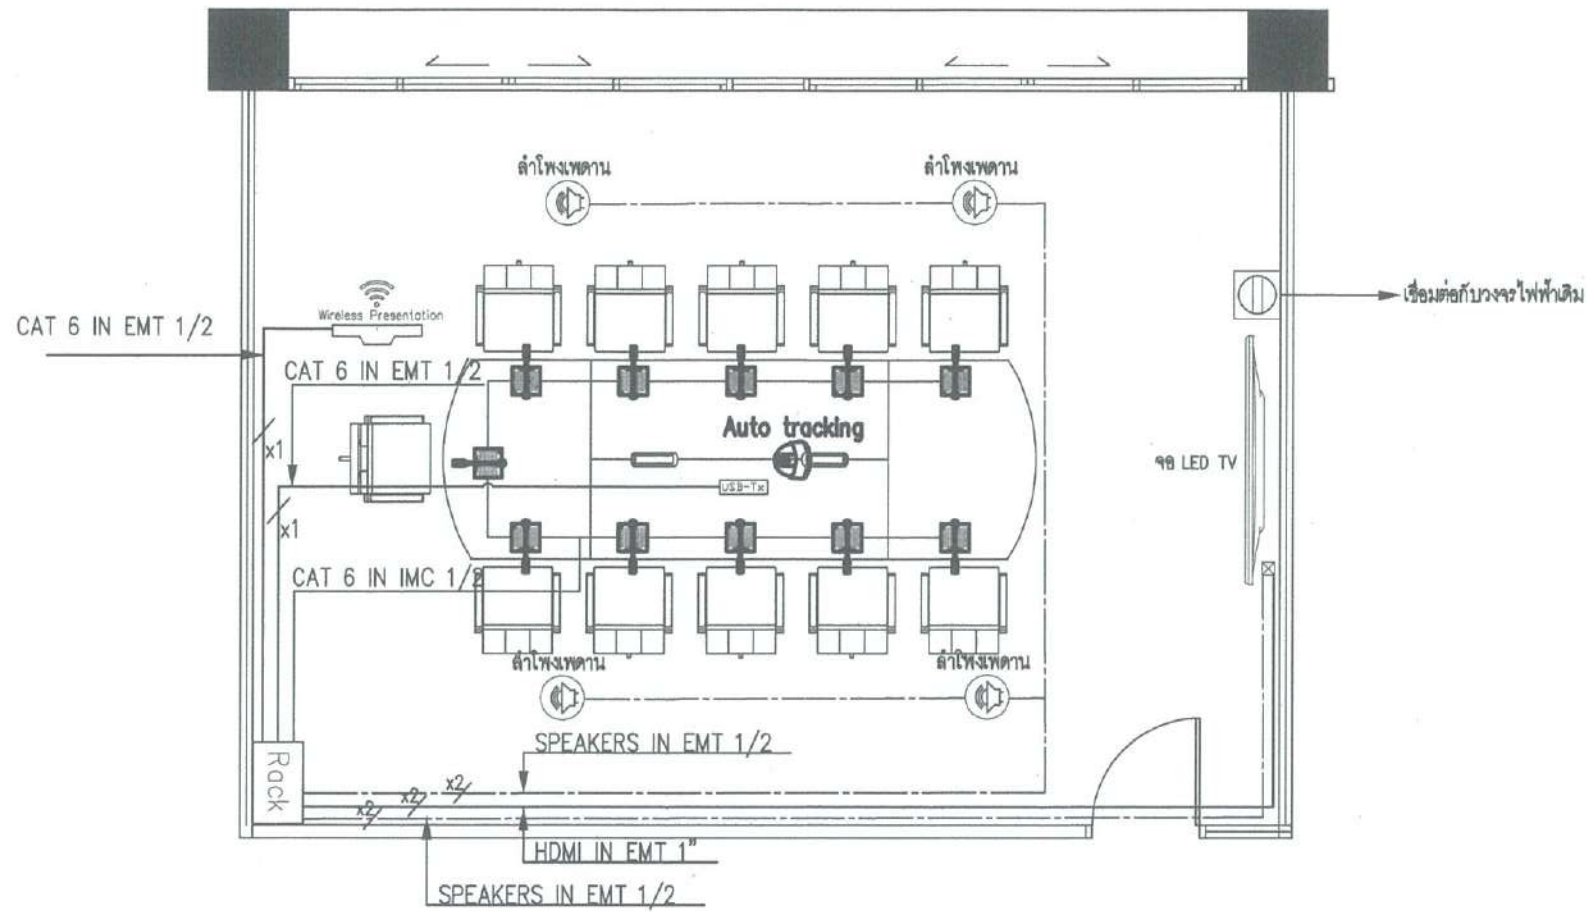 ลำโพงเพดาน
ลำโพงเพดาน
Wireless Presentation
เชื่อมต่อกับวงจรไฟฟ้าเดิม
CAT 6 IN EMT 1/2
CAT 6 IN EMT 1/2
Auto tracking
x1
จอ LED TV
USB-Tx
x1
CAT 6 IN IMC 1/2
ลำโพงเพดาน
ลำโพงเพดาน
SPEAKERS IN EMT 1/2
Rack
x2
x2
x2
HDMI IN EMT 1"
SPEAKERS IN EMT 1/2